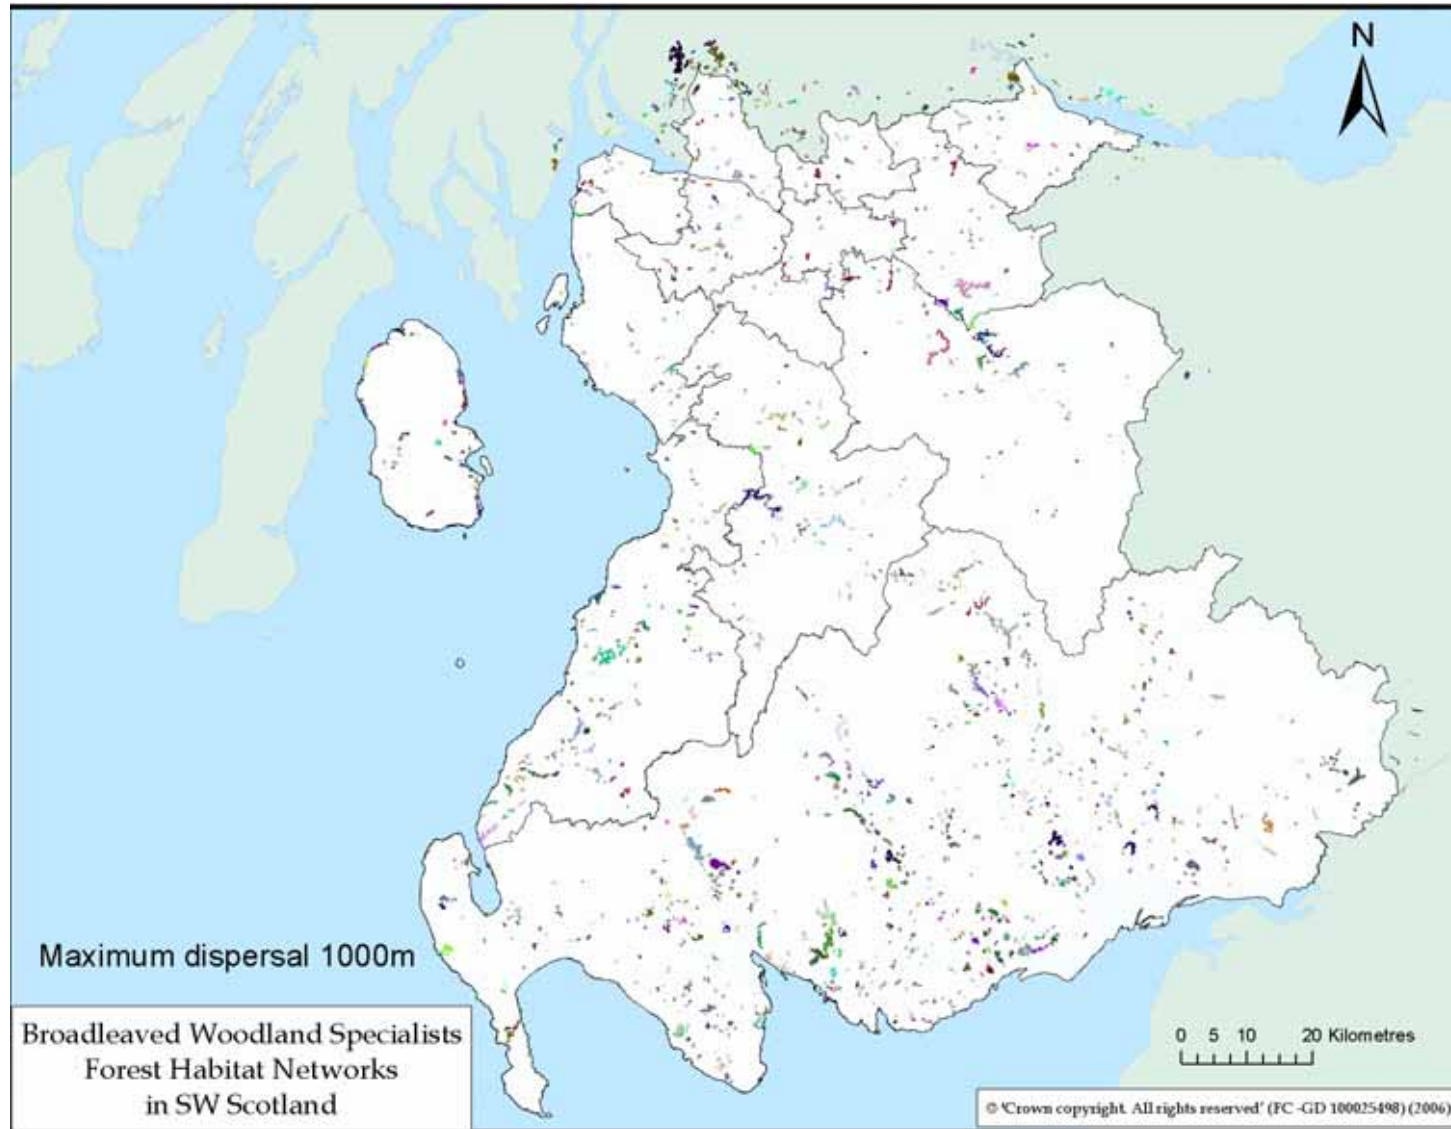 N
Maximum dispersal 1000m
Broadleaved Woodland Specialists
Forest Habitat Networks
in SW Scotland
0 5 10 20 Kilometres
© 'Crown copyright. All rights reserved' (FC -GD 100025498) (2006)